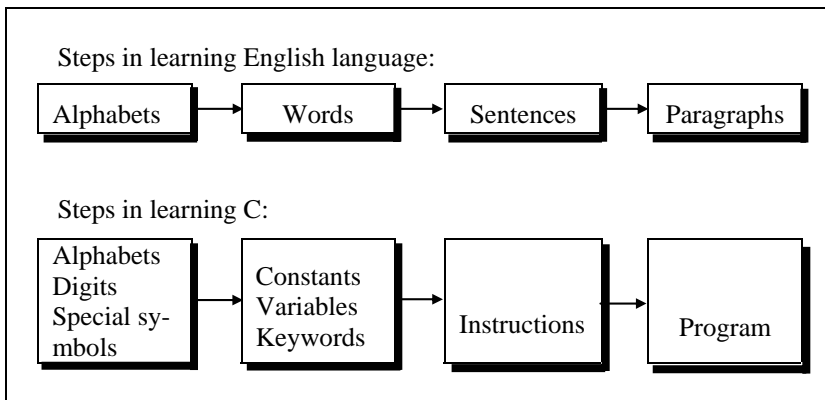 Steps in learning English language:
Alphabets
Words
Sentences
Paragraphs
Steps in learning C:
Alphabets
Digits
Special sy-
mbols
Constants
Variables
Keywords
Instructions
Program